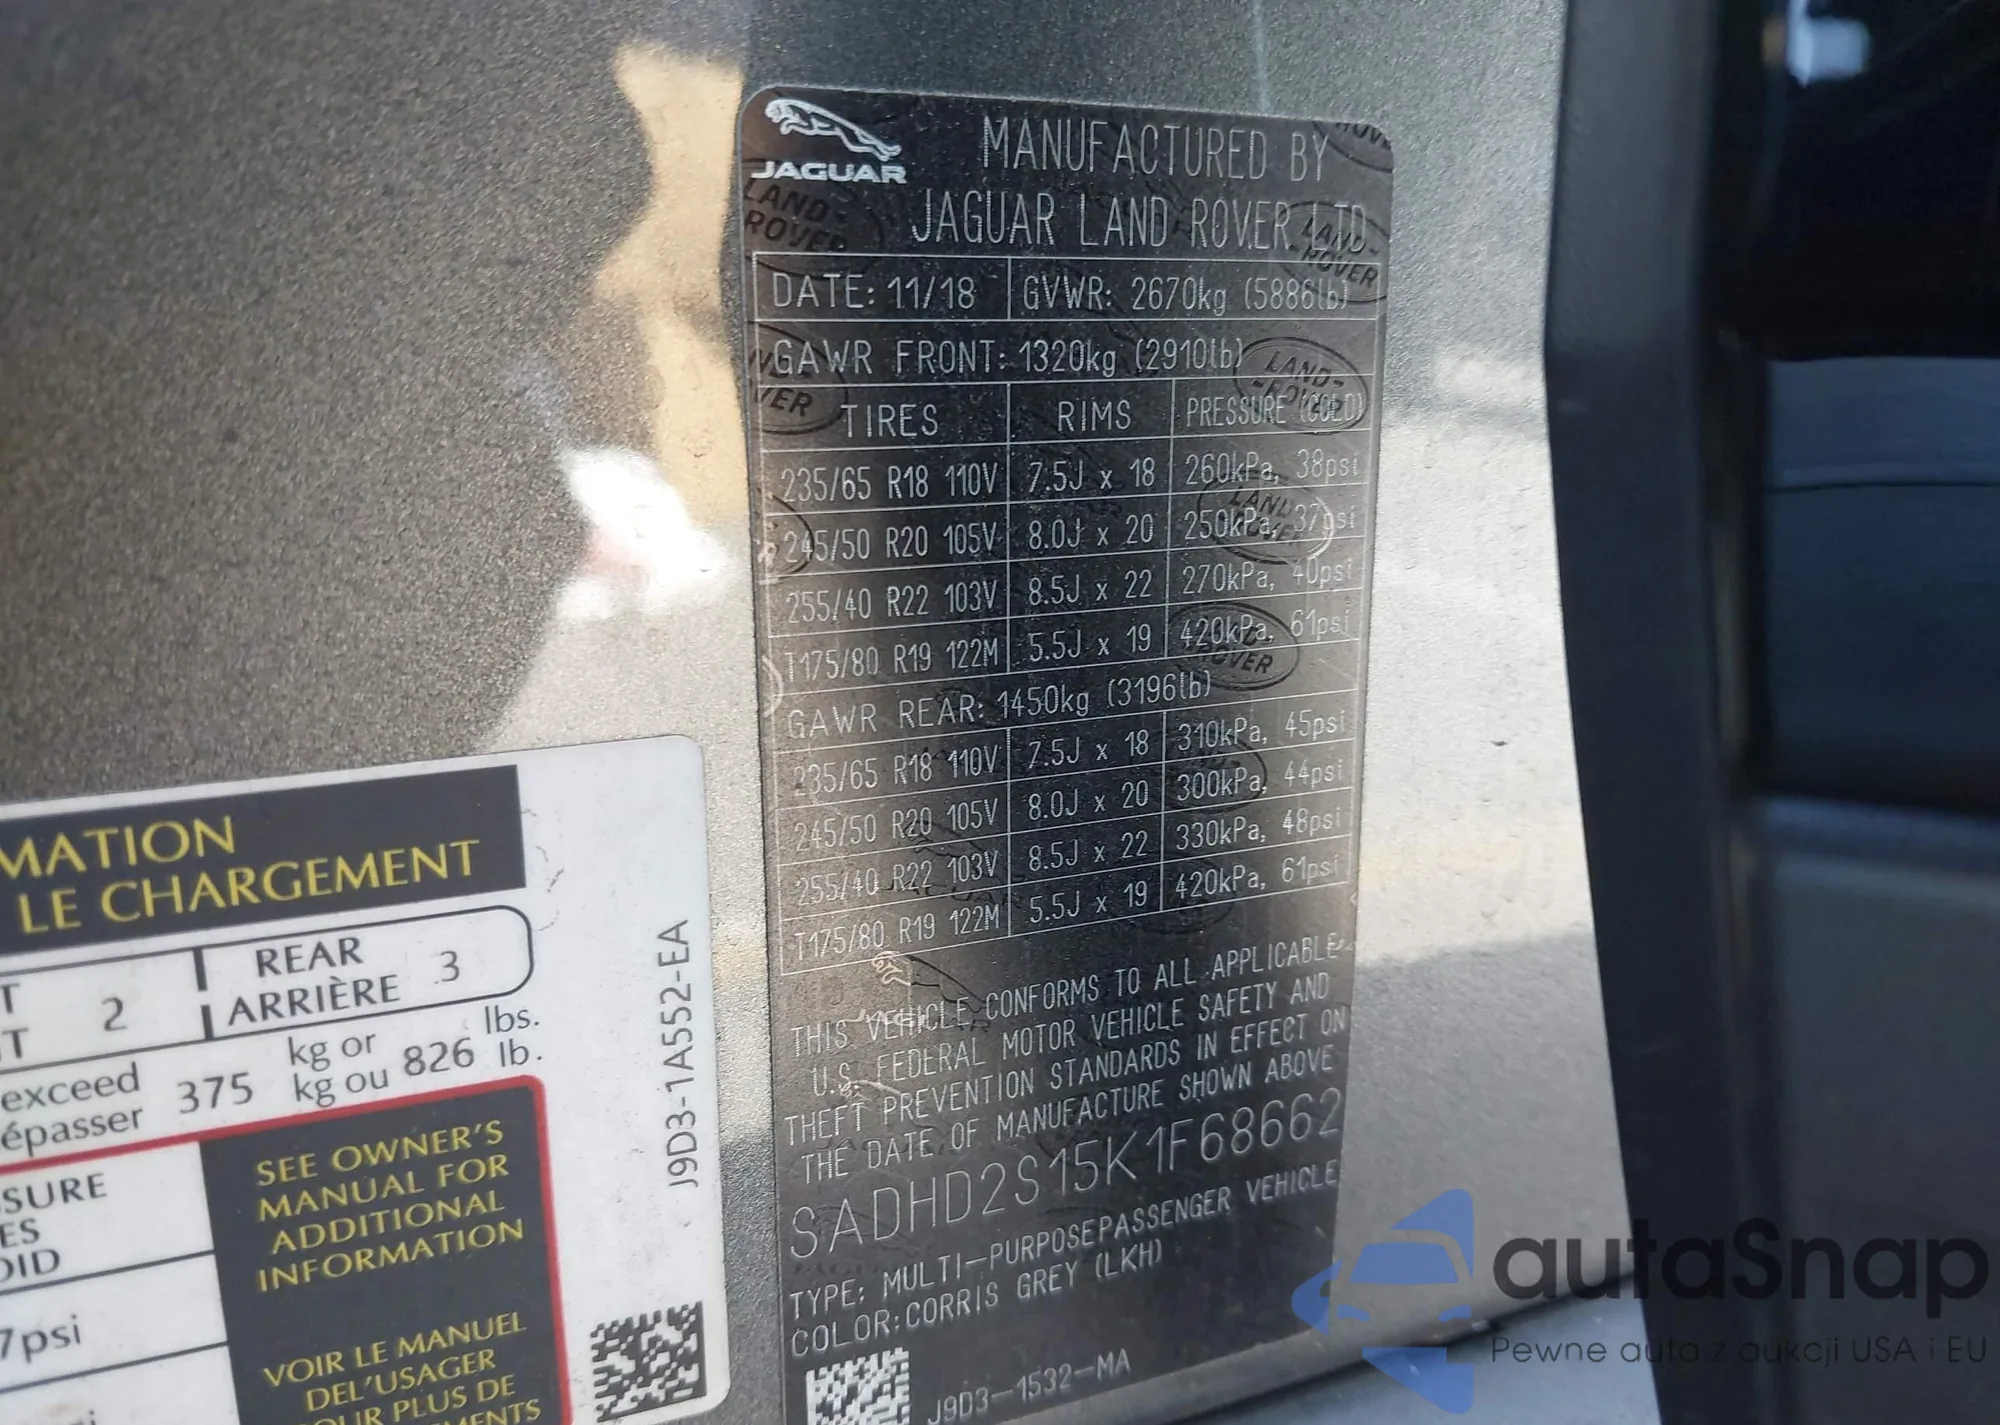 JAGUAR
MANUFACTURED BY
JAGUAR LAND ROVER LTD
DATE: 11/18 GVWR: 2670kg (5886lb)
GAWR FRONT: 1320kg (2910lb)
TIRES RIMS PRESSURE (COLD)
235/65 R18 110V 7.5J x 18 260kPa, 38psi
245/50 R20 105V 8.0J x 20 250kPa, 37psi
255/40 R22 103V 8.5J x 22 270kPa, 40psi
T175/80 R19 122M 5.5J x 19 420kPa, 61psi
GAWR REAR: 1450kg (3196lb)
235/65 R18 110V 7.5J x 18 310kPa, 45psi
245/50 R20 105V 8.0J x 20 300kPa, 44psi
255/40 R22 103V 8.5J x 22 330kPa, 48psi
T175/80 R19 122M 5.5J x 19 420kPa, 61psi
THIS VEHICLE CONFORMS TO ALL APPLICABLE
U.S. FEDERAL MOTOR VEHICLE SAFETY AND
THEFT PREVENTION STANDARDS IN EFFECT ON
THE DATE OF MANUFACTURE SHOWN ABOVE
SADHD2S15K1F68662
TYPE: MULTI-PURPOSE PASSENGER VEHICLE
COLOR: CORRIS GREY (LKH)
J9D3-1532-MA
MATION
LE CHARGEMENT
T 2 REAR 3
T ARRIÈRE
exceed 375 kg or 826 lbs.
épasser kg ou lb.
SURE
ES
OID
7psi
SEE OWNER'S
MANUAL FOR
ADDITIONAL
INFORMATION
VOIR LE MANUEL
DEL'USAGER
POUR PLUS DE
J9D3-1A552-EA
autaSnap
Pewne auta z aukcji USA i EU